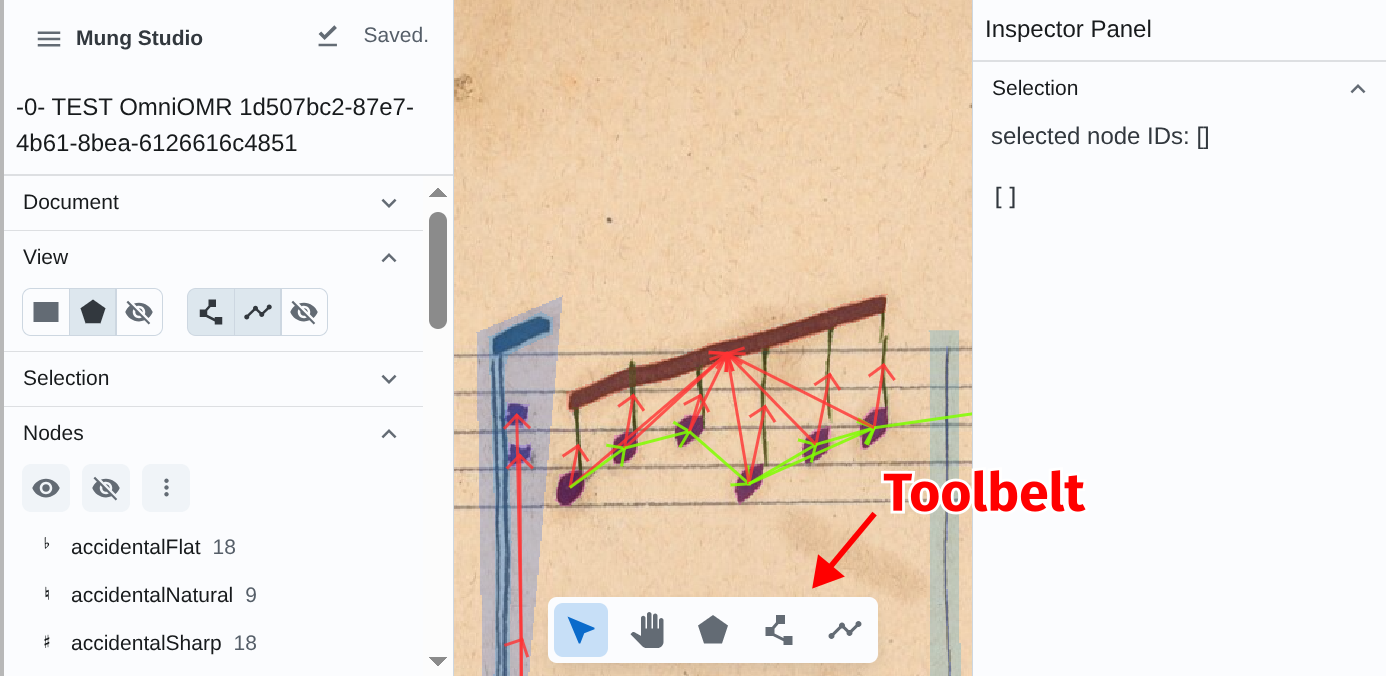 Mung Studio
Saved.
-0- TEST OmniOMR 1d507bc2-87e7-
4b61-8bea-6126616c4851
Document
View
Selection
Nodes
accidentalFlat 18
accidentalNatural 9
accidentalSharp 18
Toolbelt
Inspector Panel
Selection
selected node IDs: []
[ ]